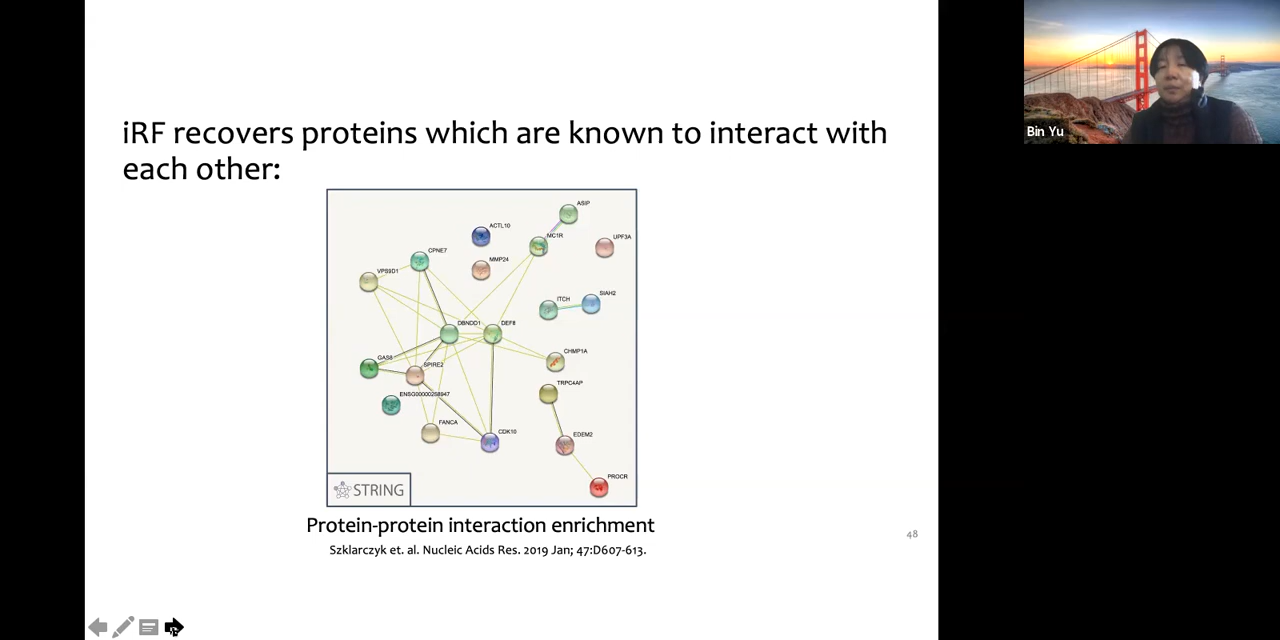 iRF recovers proteins which are known to interact with
each other:
ASIP
ACTL10
MC1R
UPF3A
CPNE7
MMP24
VPS9D1
ITCH
SIAH2
DBNDD1
DEF8
CHMP1A
GAS8
SPIRE2
TRPC4AP
ENSG00000258947
FANCA
CDK10
EDEM2
PROCR
STRING
Protein-protein interaction enrichment
Szklarczyk et. al. Nucleic Acids Res. 2019 Jan; 47:D607-613.
48
Bin Yu